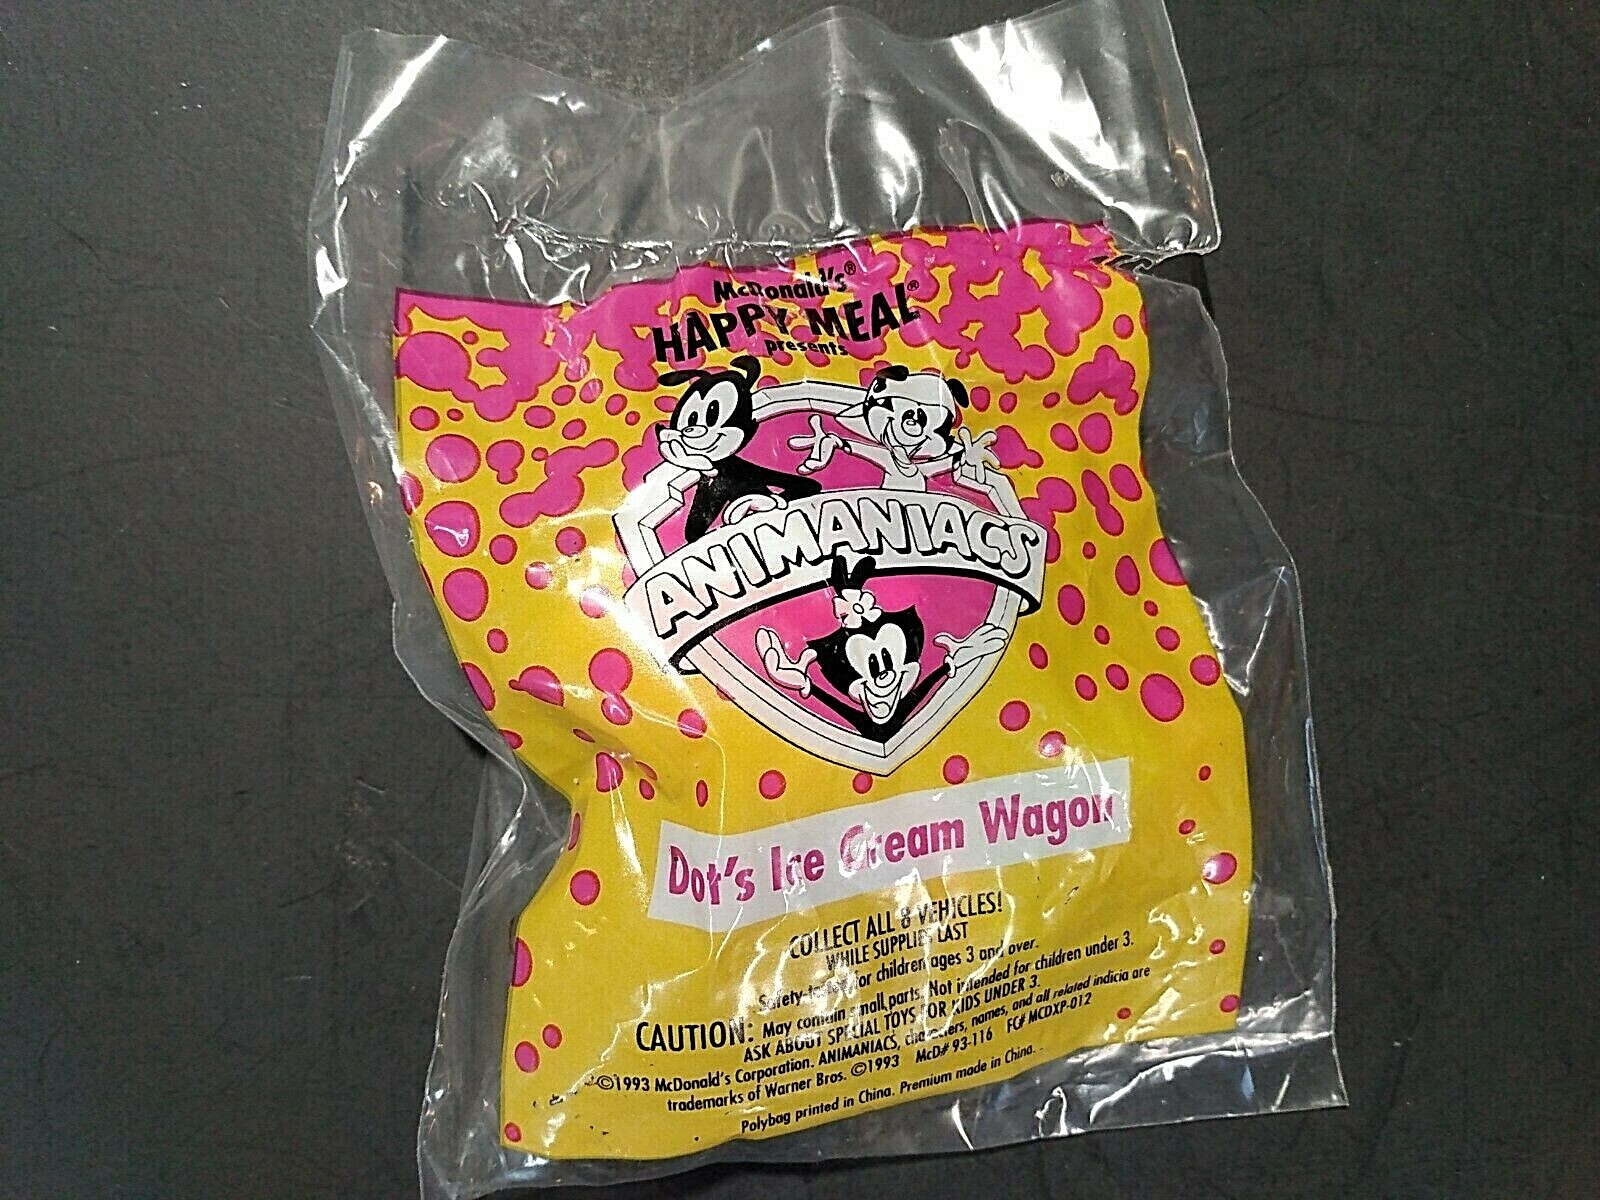 McDonald's®
HAPPY MEAL®
presents
ANIMANIACS
Dot's Ice Cream Wagon
COLLECT ALL 8 VEHICLES!
WHILE SUPPLIES LAST
Safety-tested for children ages 3 and over.
CAUTION: May contain small parts. Not intended for children under 3.
ASK ABOUT SPECIAL TOYS FOR KIDS UNDER 3.
©1993 McDonald's Corporation. ANIMANIACS, characters, names, and all related indicia are
trademarks of Warner Bros. ©1993 McD# 93-116 FC# MCDXP-012
Polybag printed in China. Premium made in China.